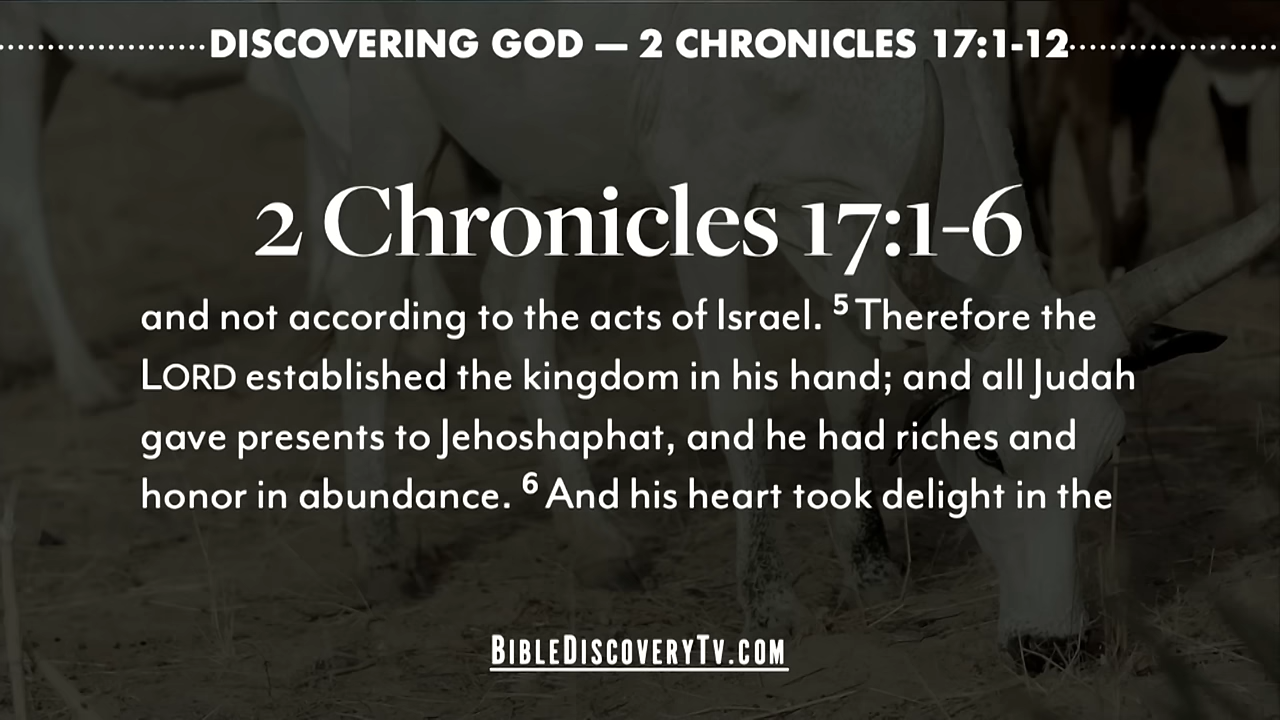 DISCOVERING GOD — 2 CHRONICLES 17:1-12
2 Chronicles 17:1-6
and not according to the acts of Israel. ⁵ Therefore the
LORD established the kingdom in his hand; and all Judah
gave presents to Jehoshaphat, and he had riches and
honor in abundance. ⁶ And his heart took delight in the
BIBLEDISCOVERYTV.COM